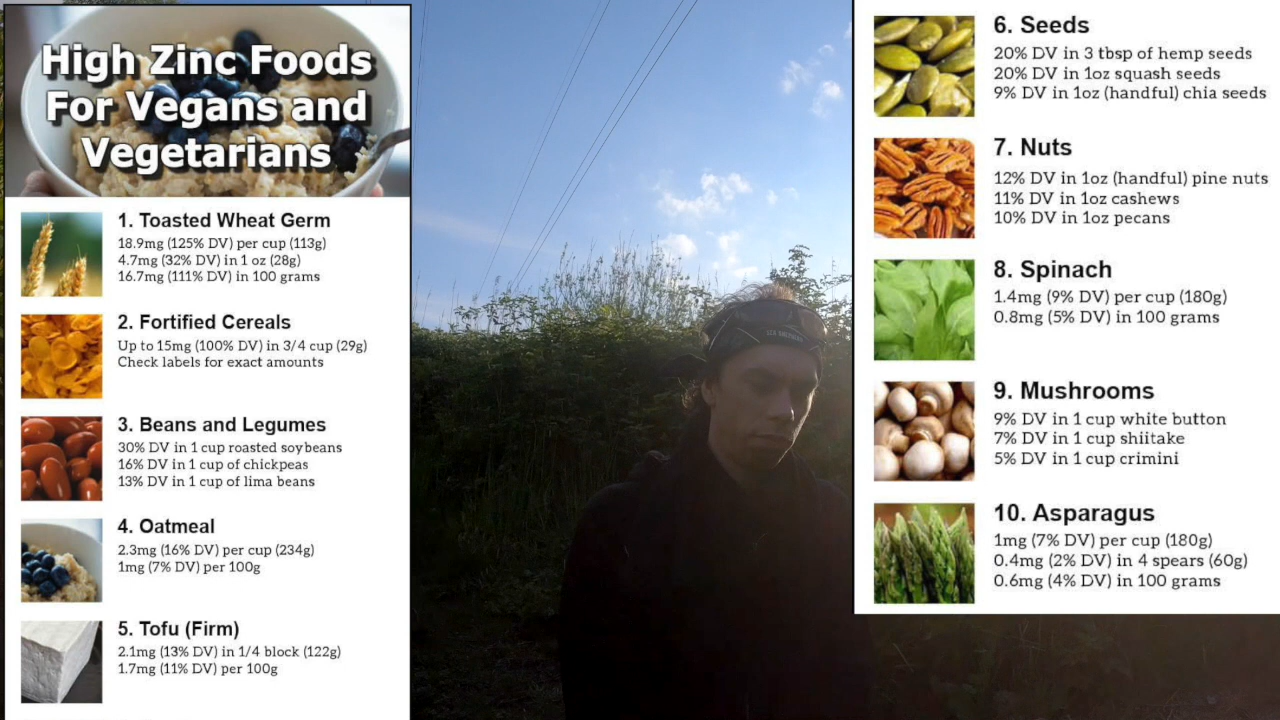 High Zinc Foods
For Vegans and
Vegetarians
1. Toasted Wheat Germ
18.9mg (125% DV) per cup (113g)
4.7mg (32% DV) in 1 oz (28g)
16.7mg (111% DV) in 100 grams
2. Fortified Cereals
Up to 15mg (100% DV) in 3/4 cup (29g)
Check labels for exact amounts
3. Beans and Legumes
30% DV in 1 cup roasted soybeans
16% DV in 1 cup of chickpeas
13% DV in 1 cup of lima beans
4. Oatmeal
2.3mg (16% DV) per cup (234g)
1mg (7% DV) per 100g
5. Tofu (Firm)
2.1mg (13% DV) in 1/4 block (122g)
1.7mg (11% DV) per 100g
6. Seeds
20% DV in 3 tbsp of hemp seeds
20% DV in 1oz squash seeds
9% DV in 1oz (handful) chia seeds
7. Nuts
12% DV in 1oz (handful) pine nuts
11% DV in 1oz cashews
10% DV in 1oz pecans
8. Spinach
1.4mg (9% DV) per cup (180g)
0.8mg (5% DV) in 100 grams
9. Mushrooms
9% DV in 1 cup white button
7% DV in 1 cup shiitake
5% DV in 1 cup crimini
10. Asparagus
1mg (7% DV) per cup (180g)
0.4mg (2% DV) in 4 spears (60g)
0.6mg (4% DV) in 100 grams